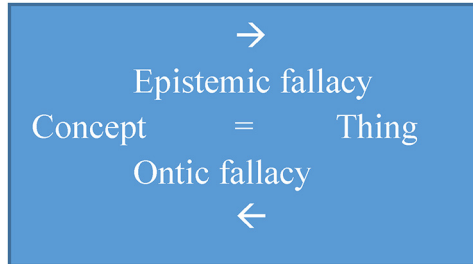 →
Epistemic fallacy
Concept = Thing
Ontic fallacy
←